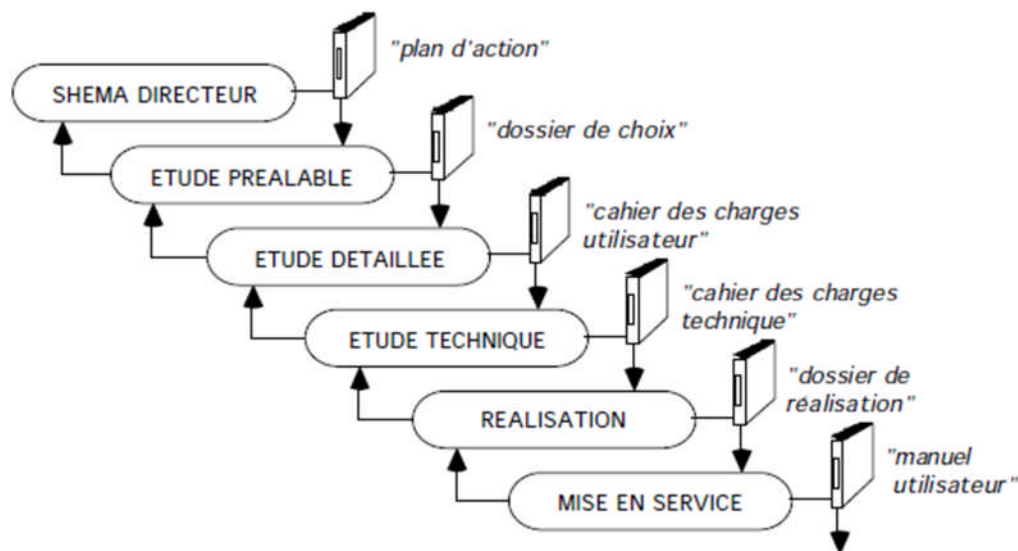 "plan d'action"
SHEMA DIRECTEUR
"dossier de choix"
ETUDE PREALABLE
"cahier des charges
utilisateur"
ETUDE DETAILLEE
"cahier des charges
technique"
ETUDE TECHNIQUE
"dossier de
réalisation"
REALISATION
"manuel
utilisateur"
MISE EN SERVICE